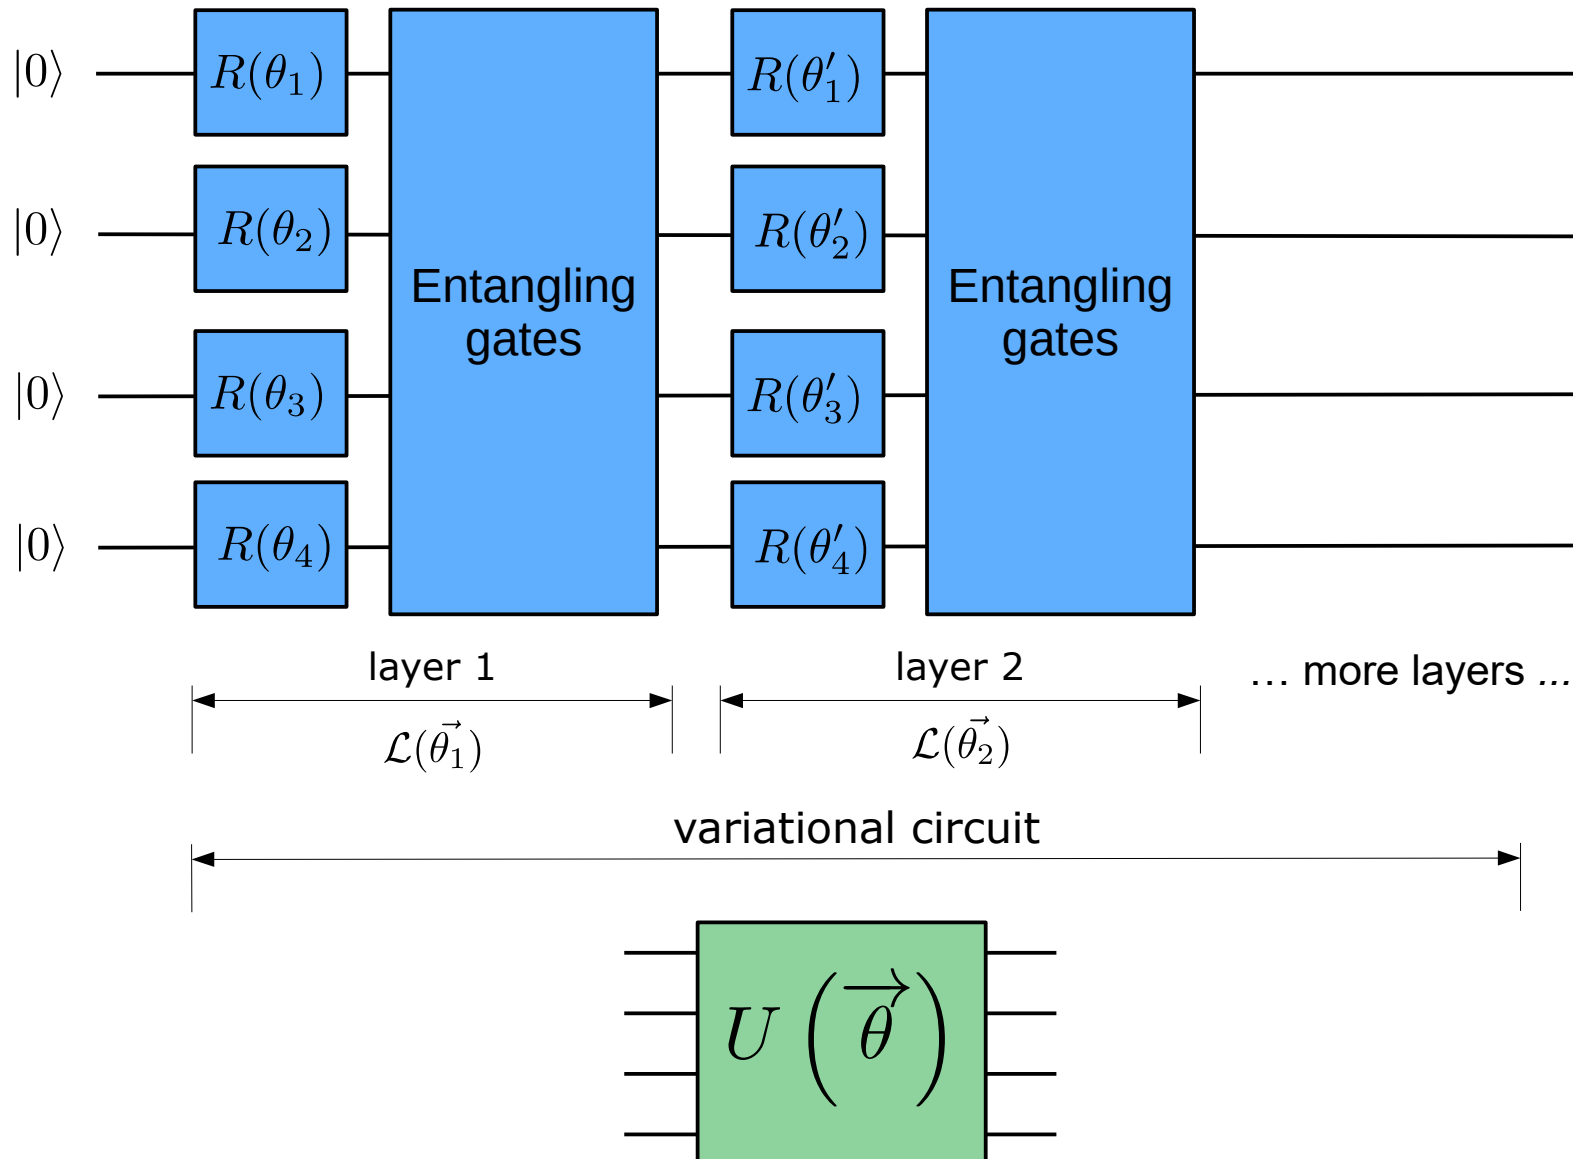 |0⟩ R(θ₁) R(θ′₁)
|0⟩ R(θ₂) R(θ′₂)
Entangling gates Entangling gates
|0⟩ R(θ₃) R(θ′₃)
|0⟩ R(θ₄) R(θ′₄)
layer 1 layer 2 … more layers ...
ℒ(θ⃗₁) ℒ(θ⃗₂)
variational circuit
U(θ⃗)